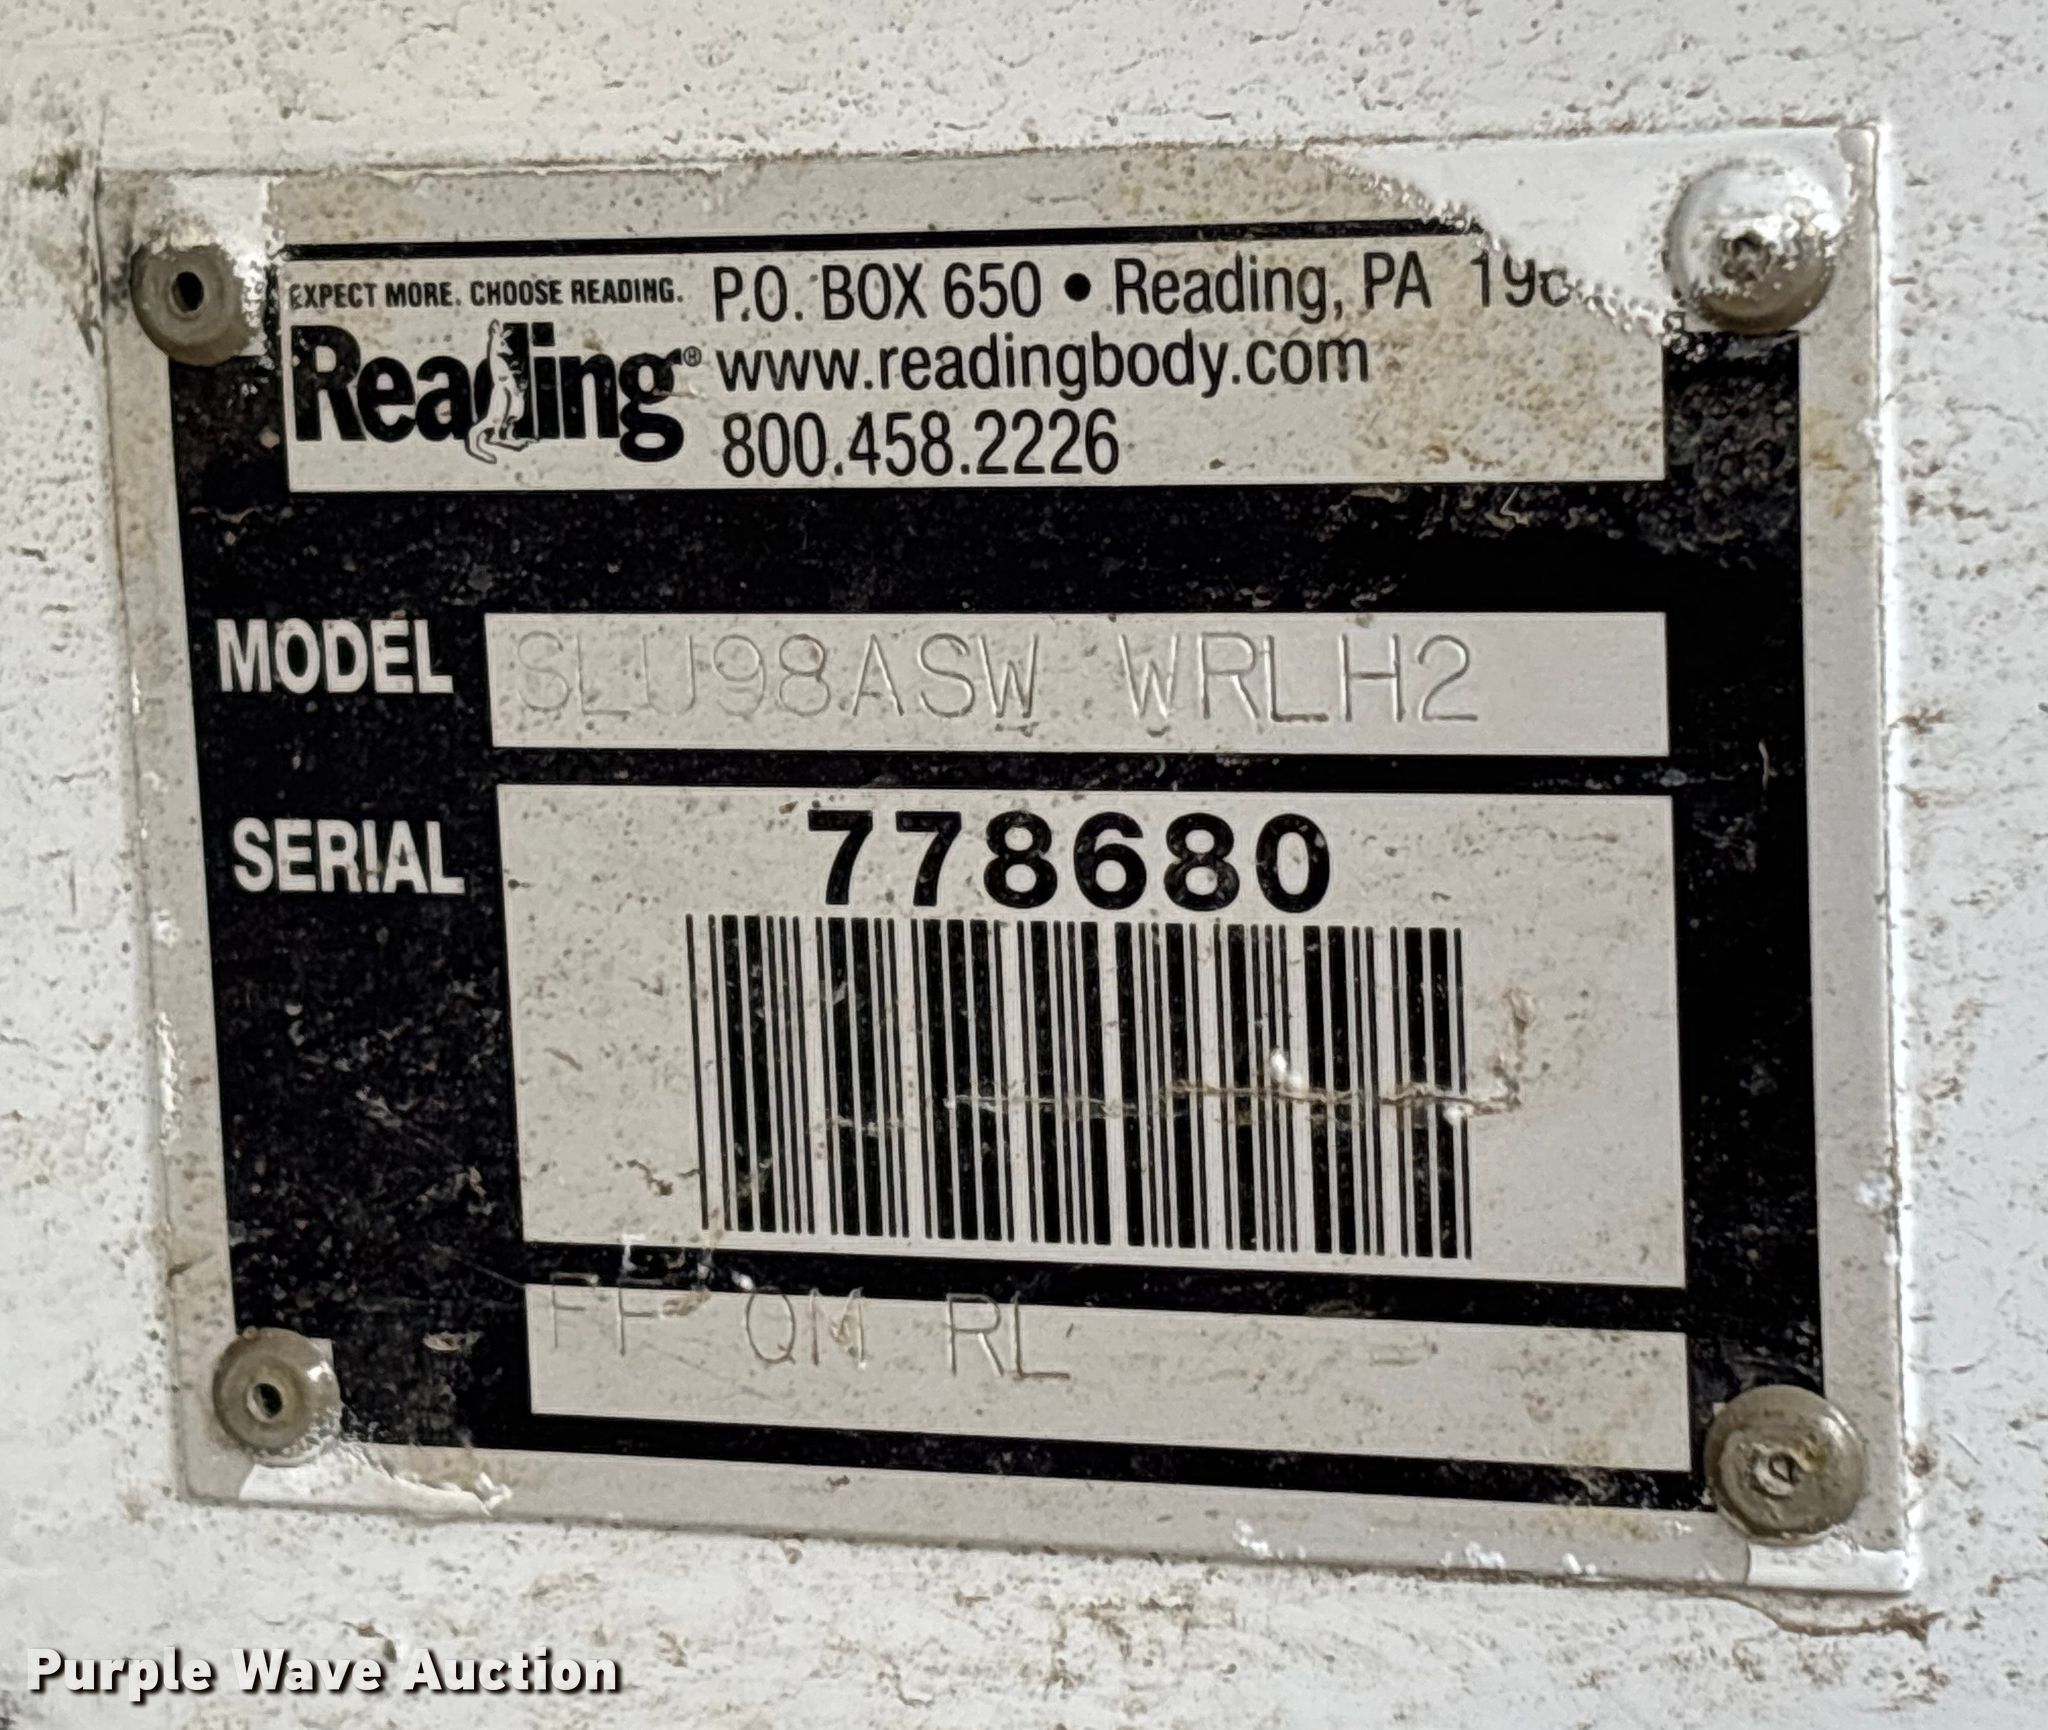 EXPECT MORE. CHOOSE READING.
Reading®
P.O. BOX 650 • Reading, PA
www.readingbody.com
800.458.2226
MODEL SLU98ASW WRLH2
SERIAL 778680
FF QM RL
Purple Wave Auction